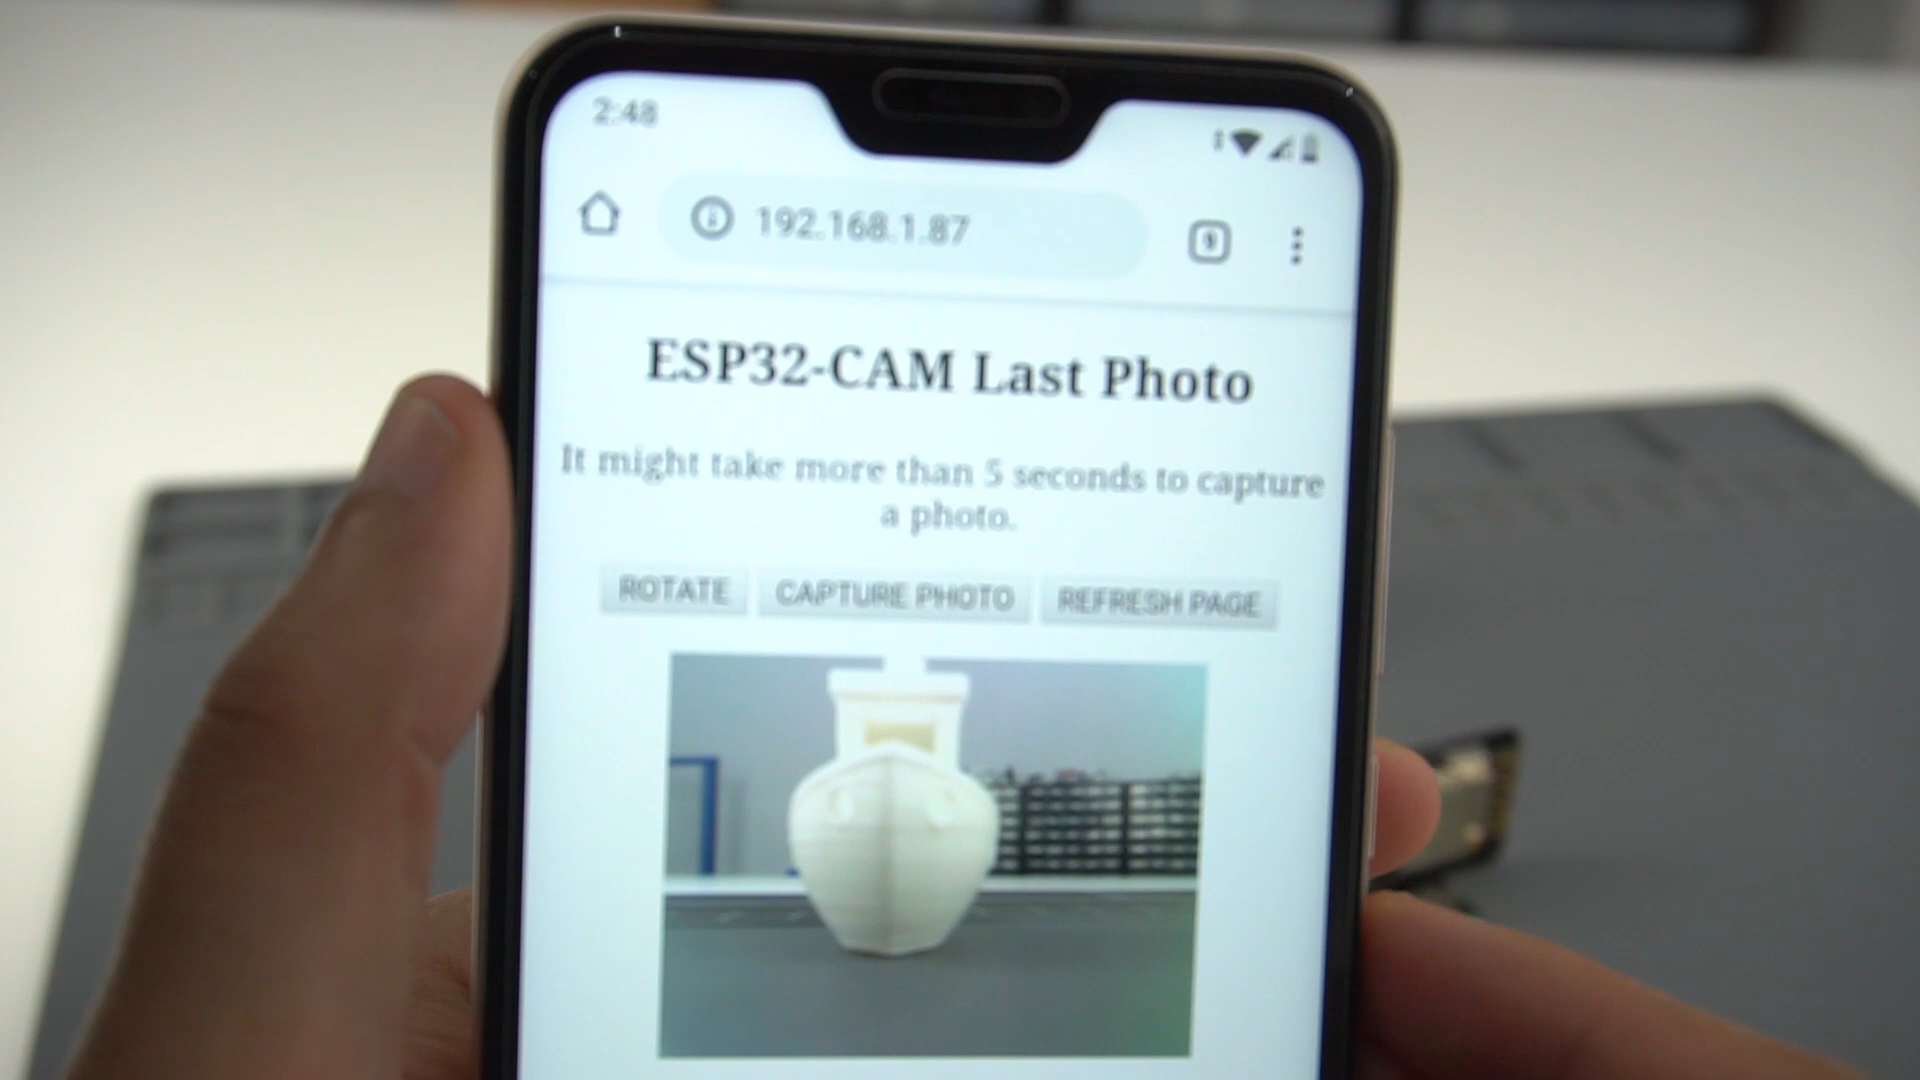 2:48
192.168.1.87
9
ESP32-CAM Last Photo
It might take more than 5 seconds to capture
a photo.
ROTATE CAPTURE PHOTO REFRESH PAGE